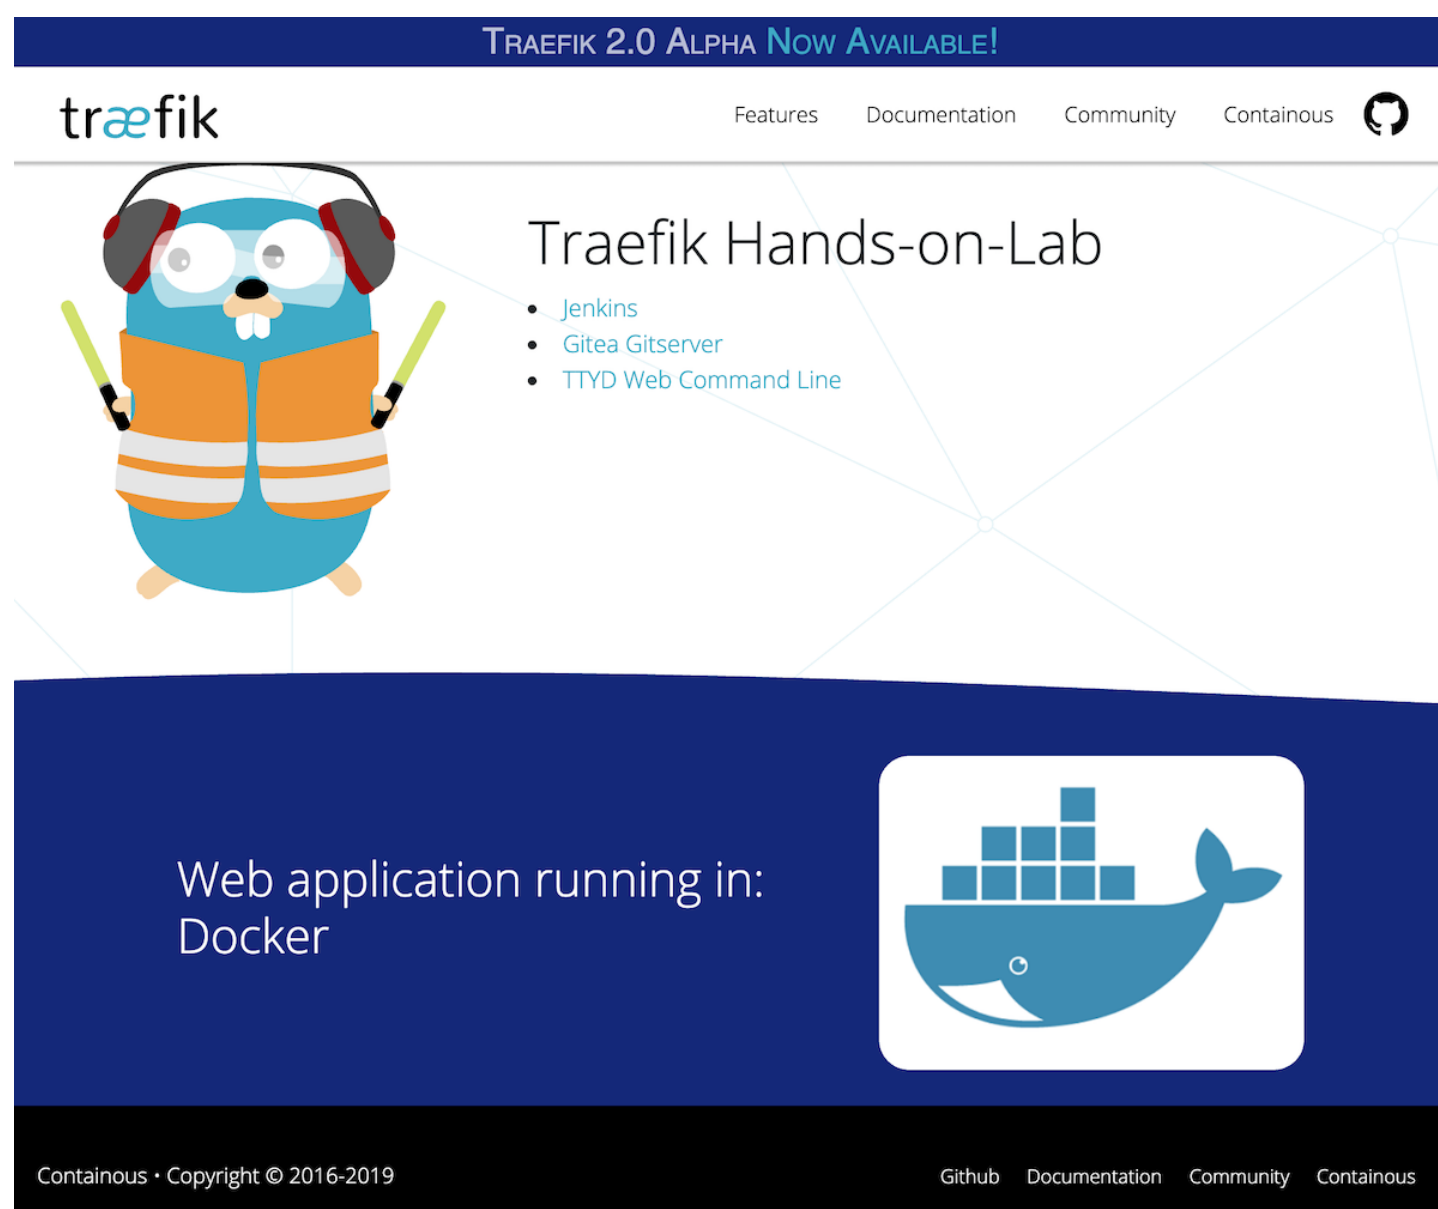 Traefik 2.0 Alpha Now Available!
træfik
Features Documentation Community Containous
Traefik Hands-on-Lab
Jenkins
Gitea Gitserver
TTYD Web Command Line
Web application running in:
Docker
Containous • Copyright © 2016-2019
Github Documentation Community Containous